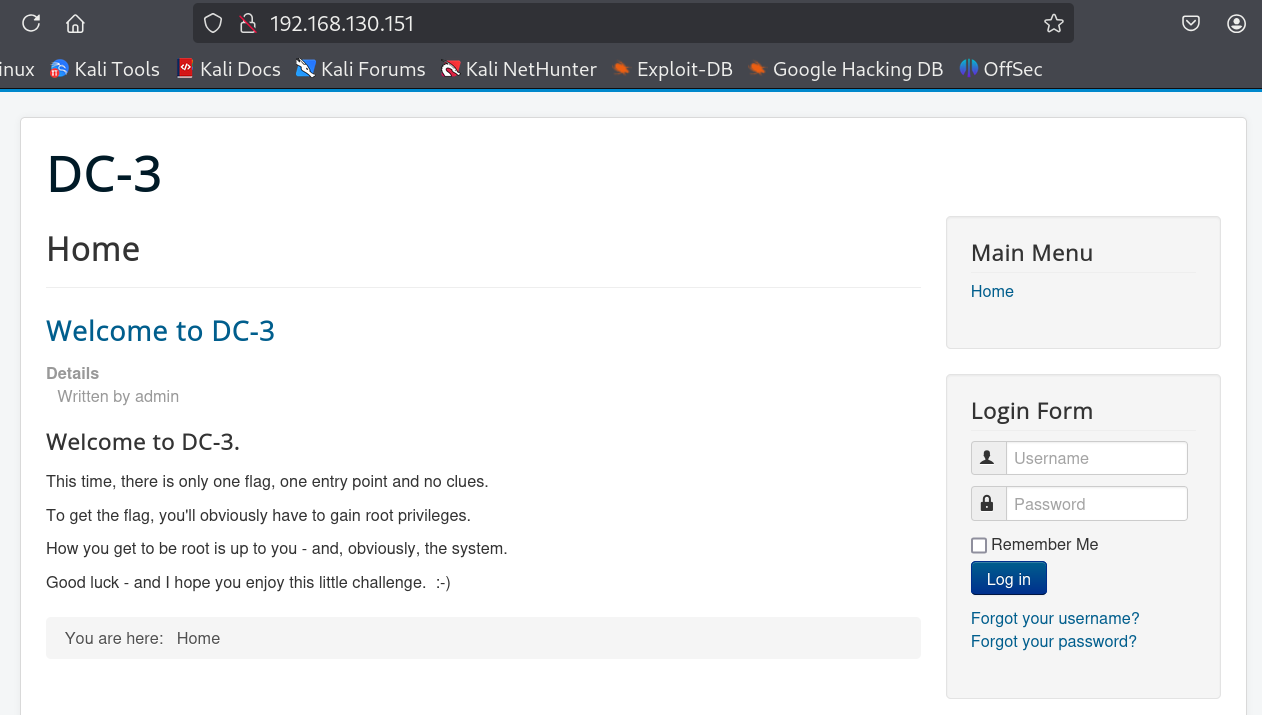 192.168.130.151
inux Kali Tools Kali Docs Kali Forums Kali NetHunter Exploit-DB Google Hacking DB OffSec
DC-3
Home
Welcome to DC-3
Details
Written by admin
Welcome to DC-3.
This time, there is only one flag, one entry point and no clues.
To get the flag, you'll obviously have to gain root privileges.
How you get to be root is up to you - and, obviously, the system.
Good luck - and I hope you enjoy this little challenge.  :-)
You are here: Home
Main Menu
Home
Login Form
Username
Password
Remember Me
Log in
Forgot your username?
Forgot your password?